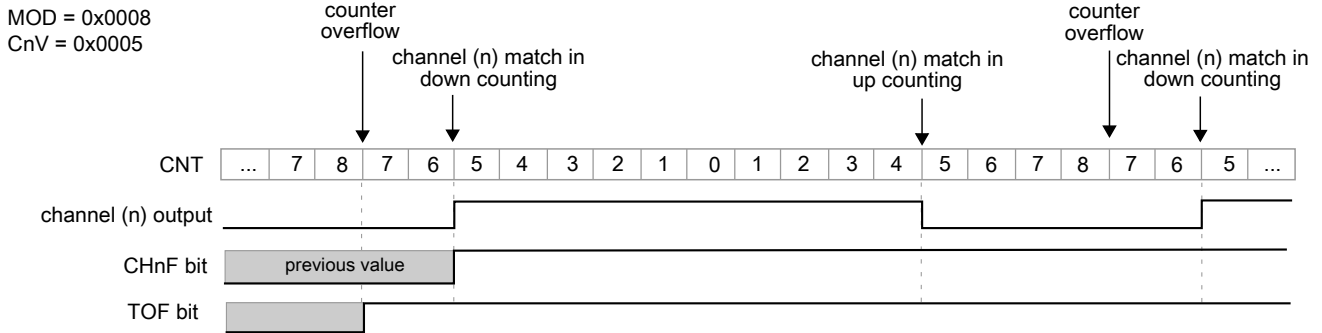 MOD = 0x0008
CnV = 0x0005
counter
overflow
channel (n) match in
down counting
channel (n) match in
up counting
counter
overflow
channel (n) match in
down counting
CNT ... 7 8 7 6 5 4 3 2 1 0 1 2 3 4 5 6 7 8 7 6 5 ...
channel (n) output
CHnF bit previous value
TOF bit